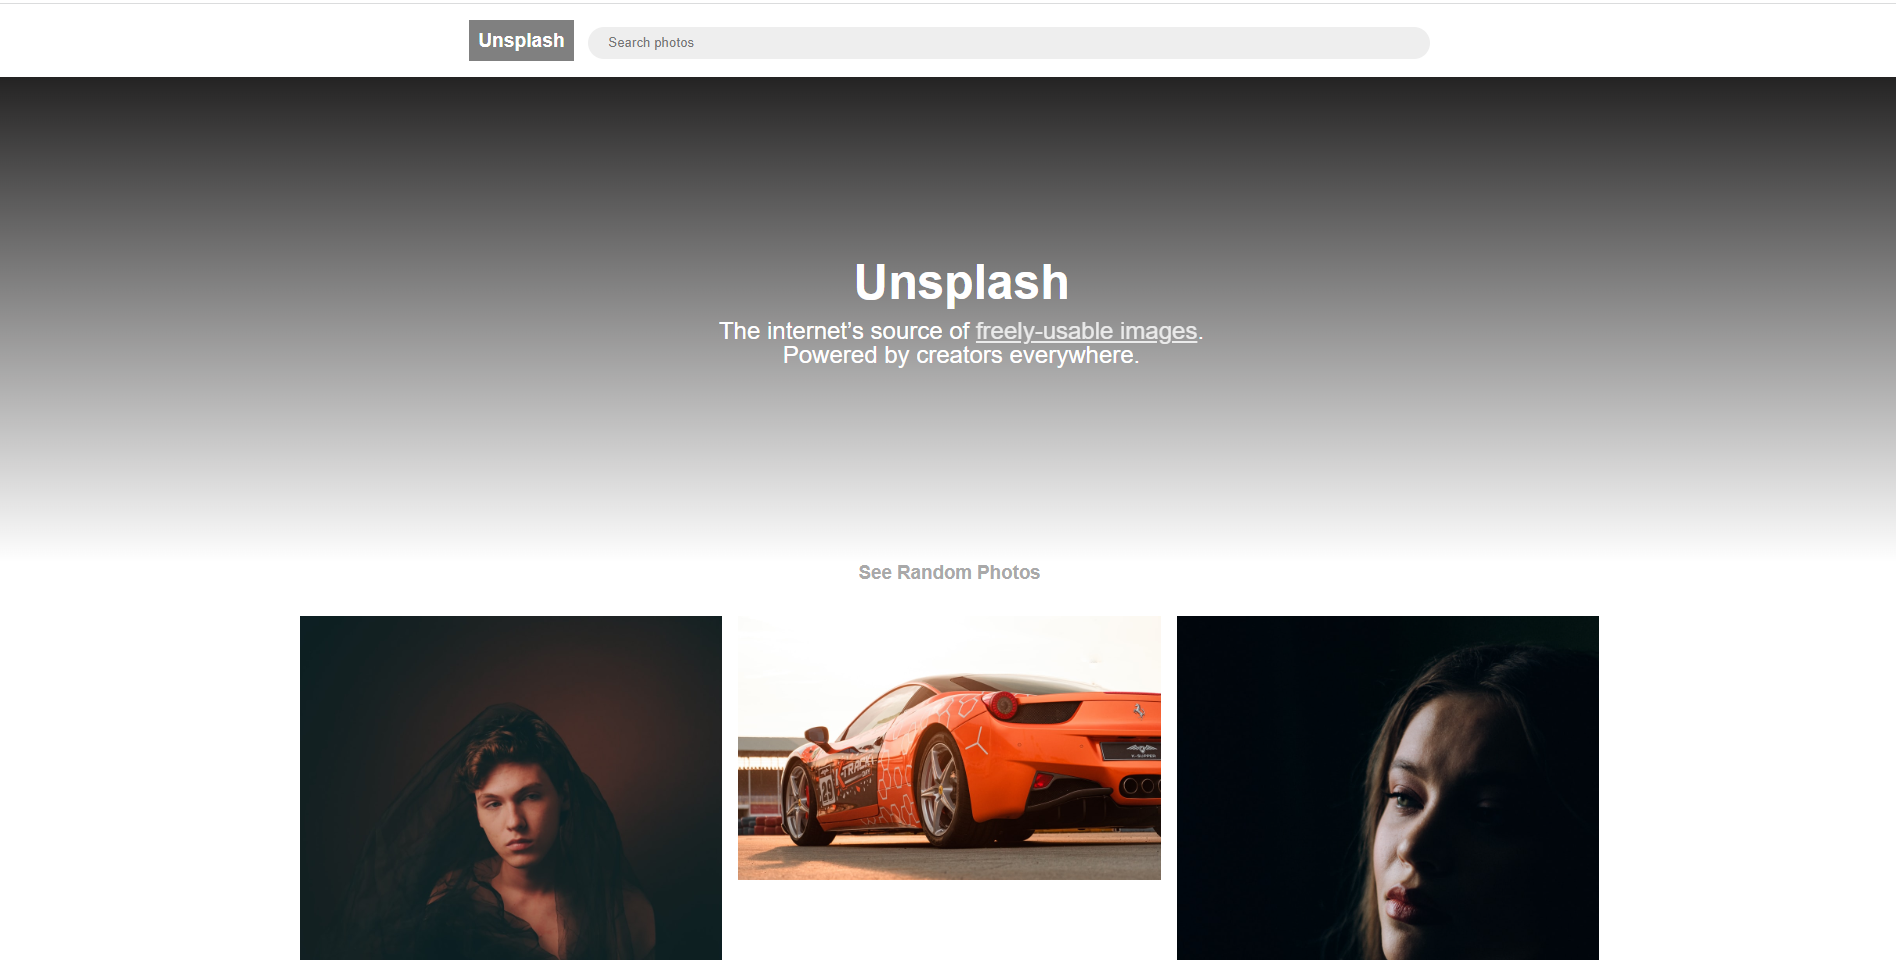 Unsplash
Search photos
Unsplash
The internet’s source of freely-usable images.
Powered by creators everywhere.
See Random Photos